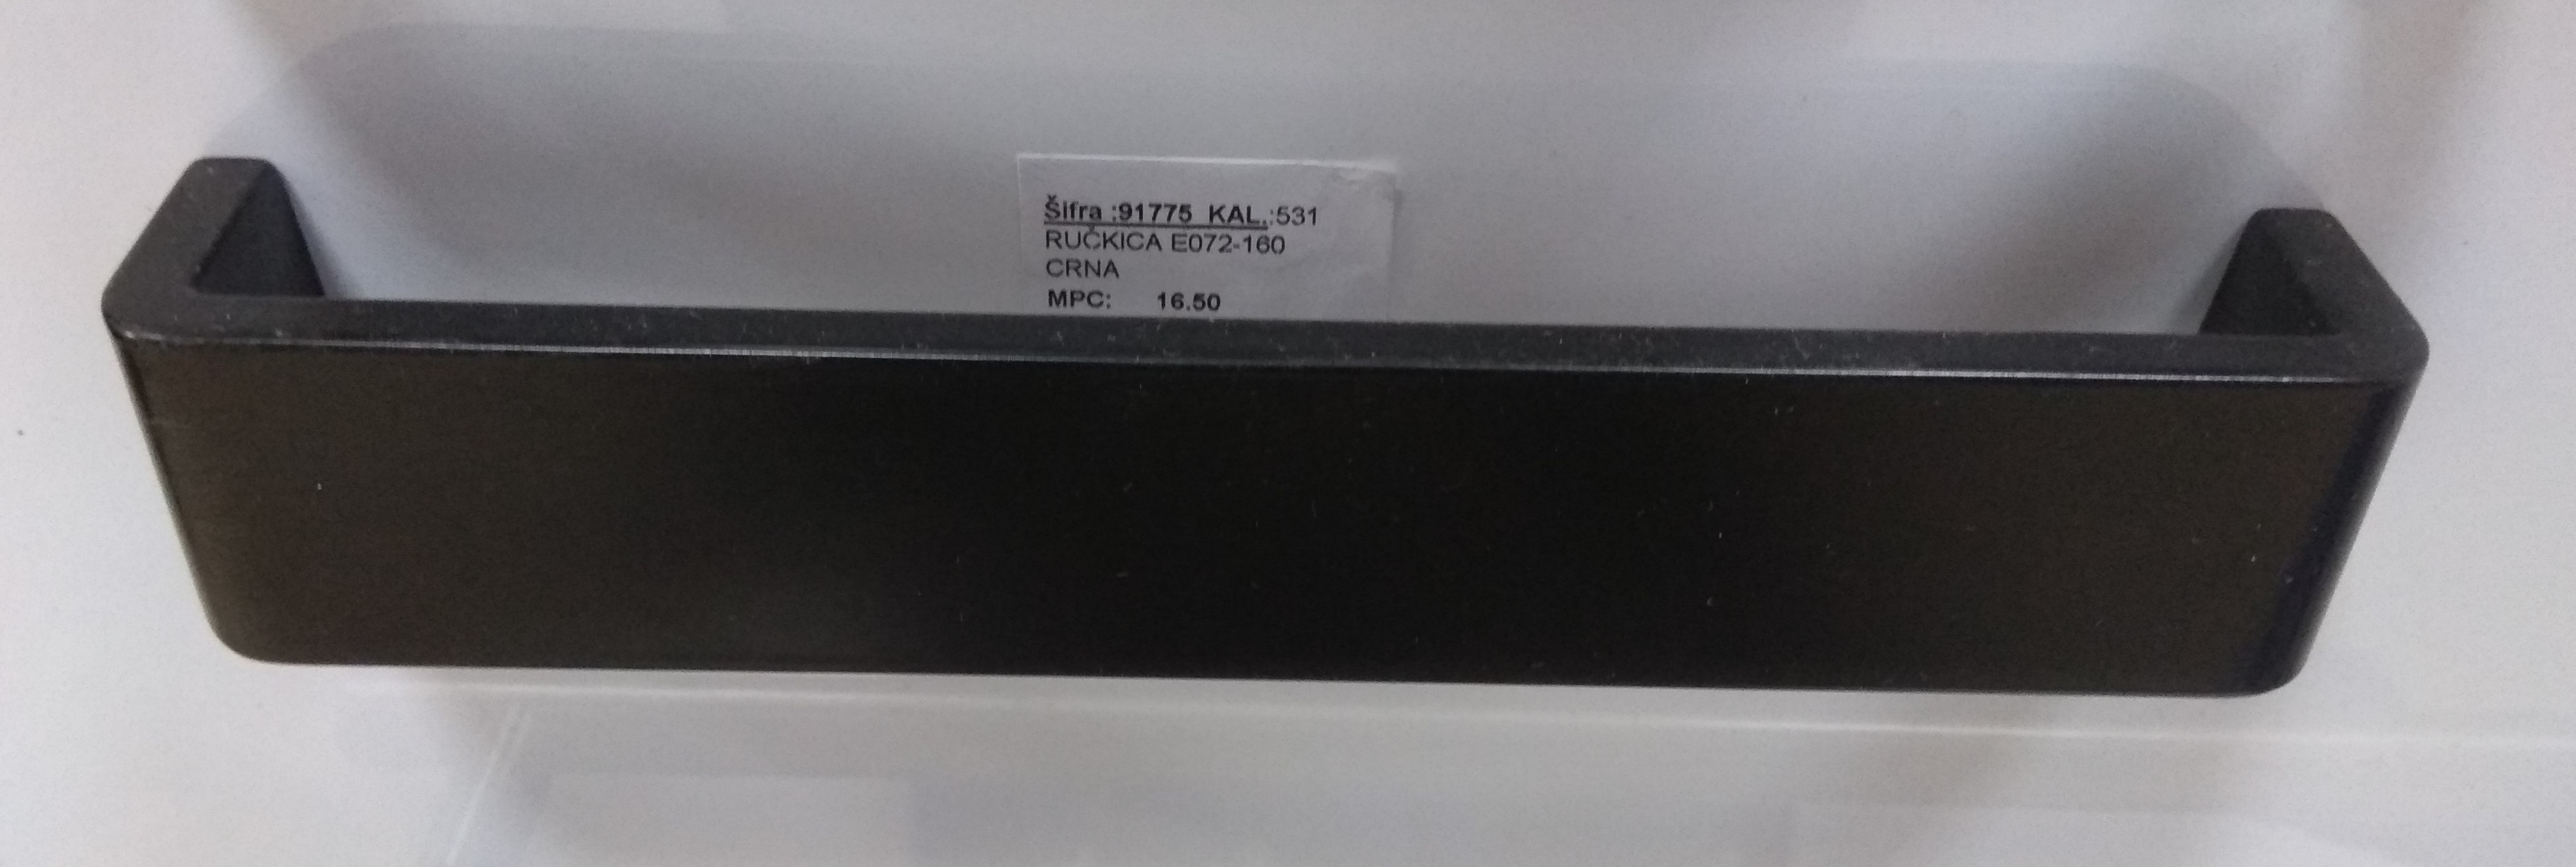 Šifra :91775 KAL.:531
RUČKICA E072-160
CRNA
MPC: 16.50